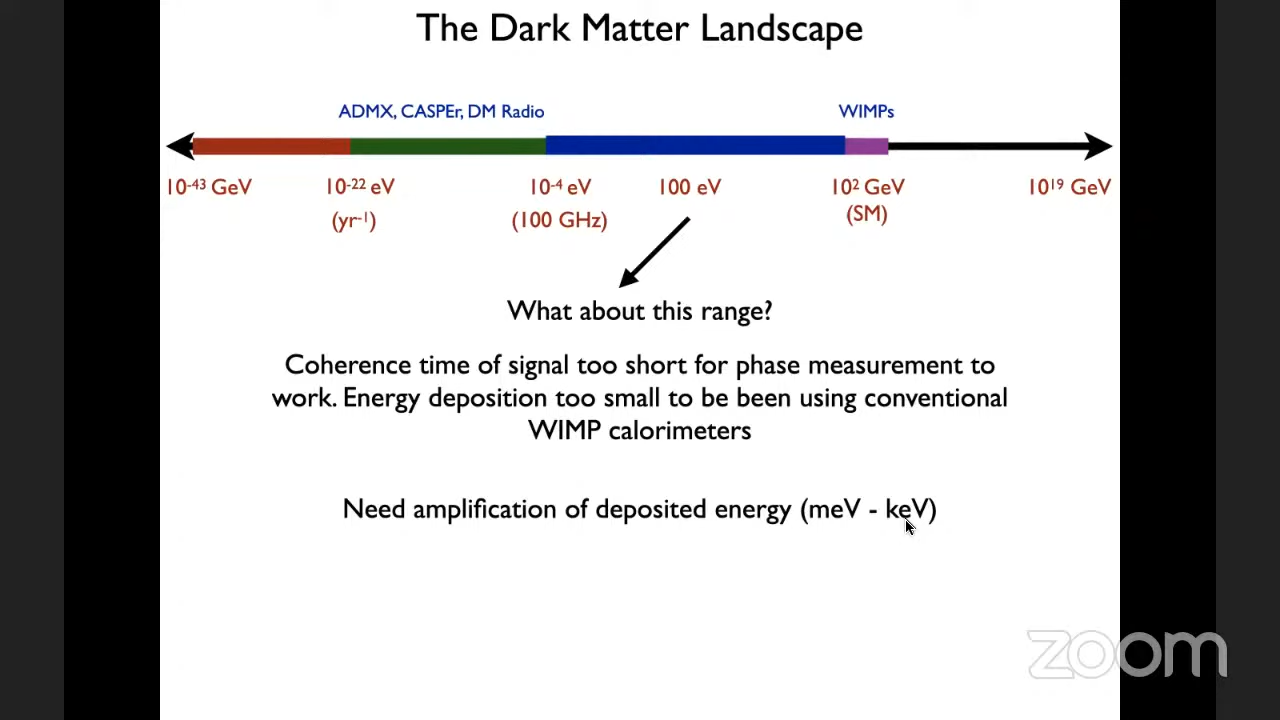 The Dark Matter Landscape
ADMX, CASPEr, DM Radio
WIMPs
10⁻⁴³ GeV
10⁻²² eV
10⁻⁴ eV
100 eV
10² GeV
10¹⁹ GeV
(yr⁻¹)
(100 GHz)
(SM)
What about this range?
Coherence time of signal too short for phase measurement to
work. Energy deposition too small to be been using conventional
WIMP calorimeters
Need amplification of deposited energy (meV - keV)
zoom